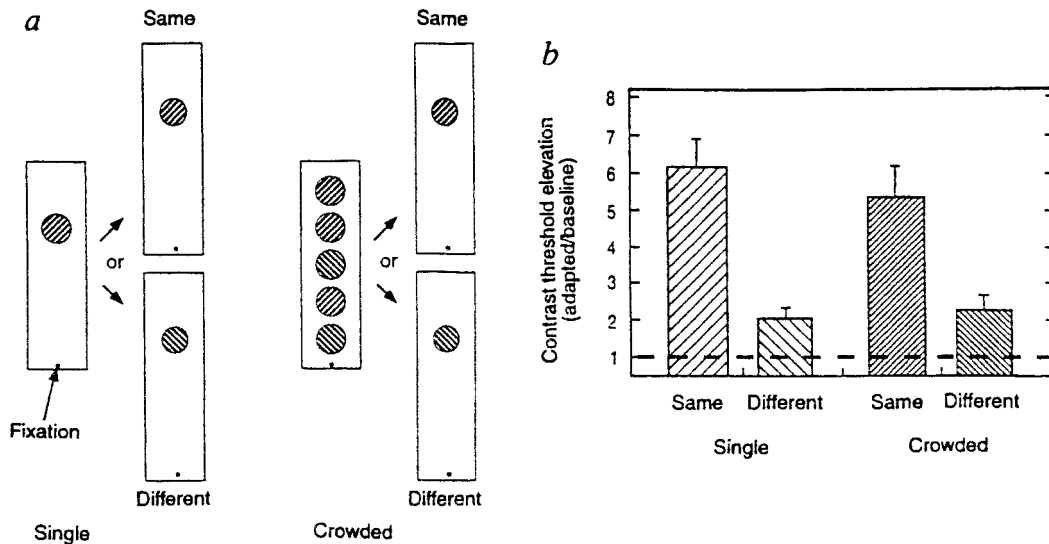 a
Same
Same
or
or
Fixation
Different
Different
Single
Crowded
b
Contrast threshold elevation
(adapted/baseline)
8
7
6
5
4
3
2
1
Same Different Same Different
Single Crowded